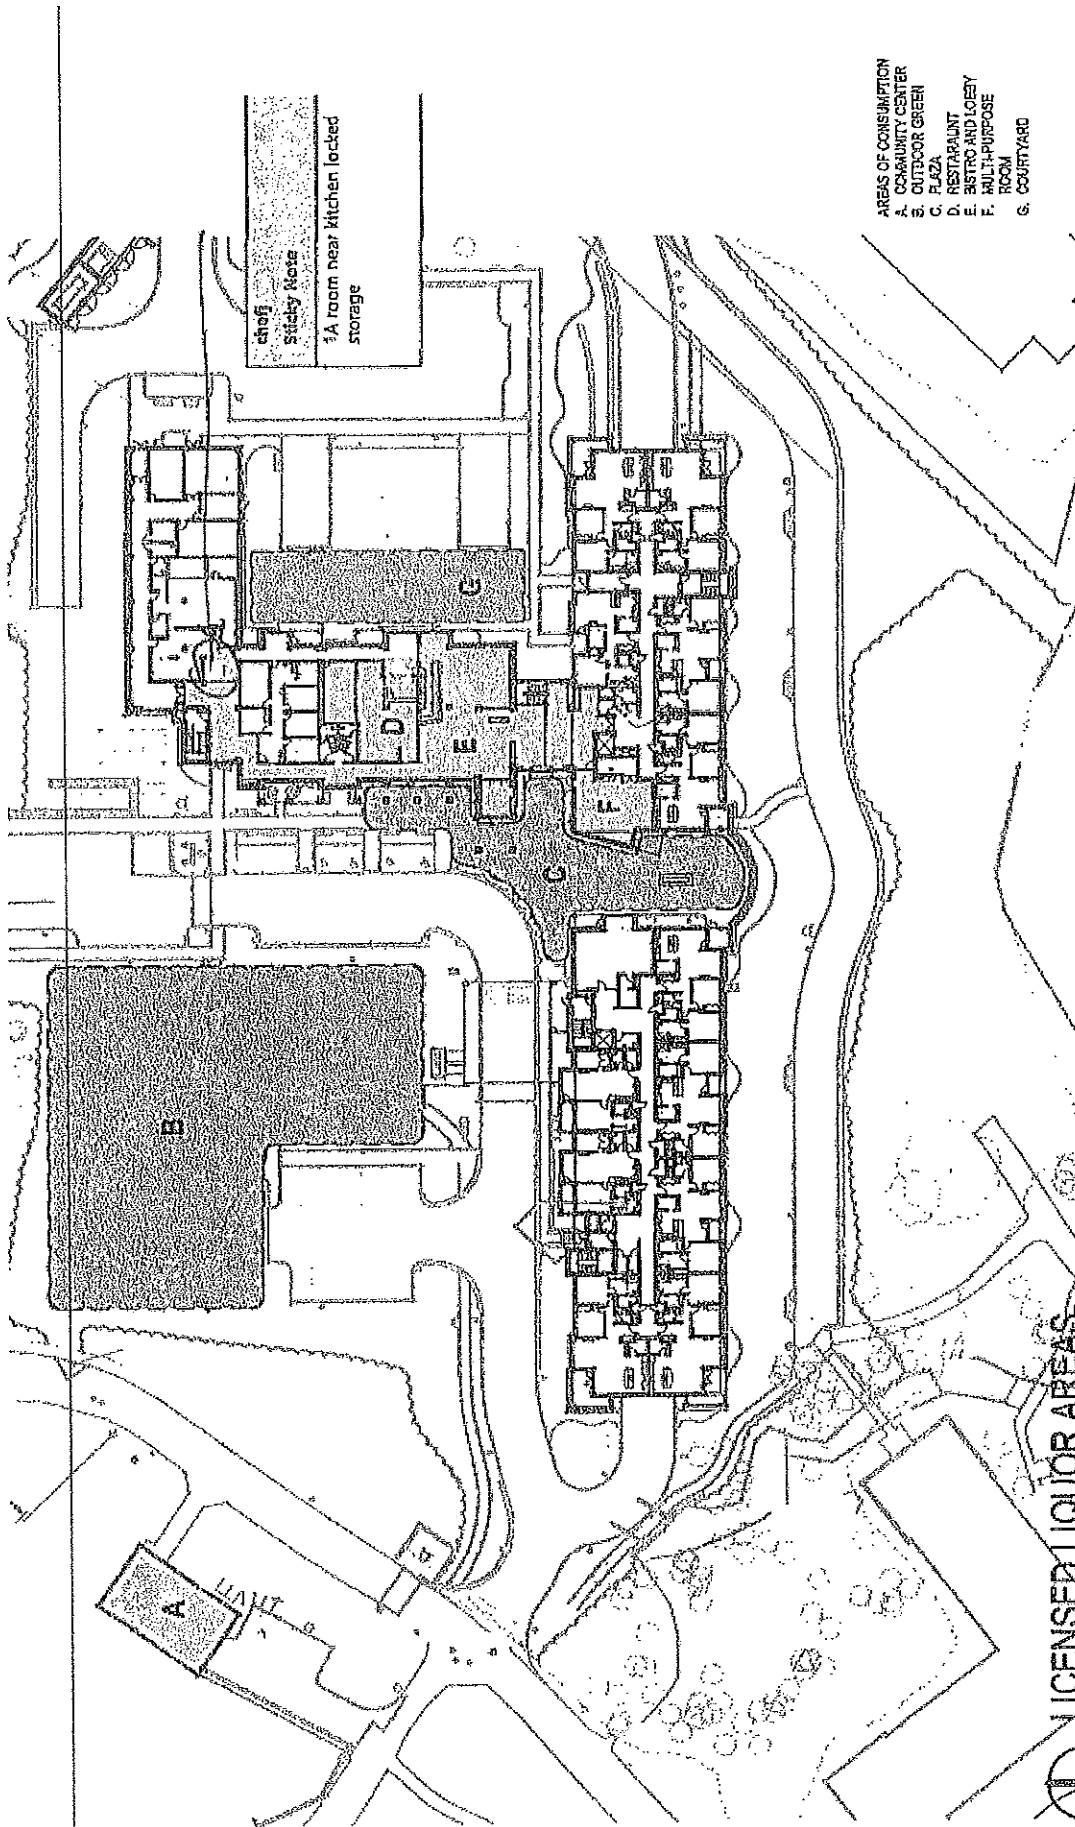 Sticky Note
1A room near kitchen locked
storage
AREAS OF CONSUMPTION
A. COMMUNITY CENTER
B. OUTDOOR GREEN
C. PLAZA
D. RESTARAUNT
E. BISTRO AND LOBBY
F. MULTI-PURPOSE
ROOM
G. COURTYARD
A
B
C
D
E
F
G
LICENSED LIQUOR AREAS